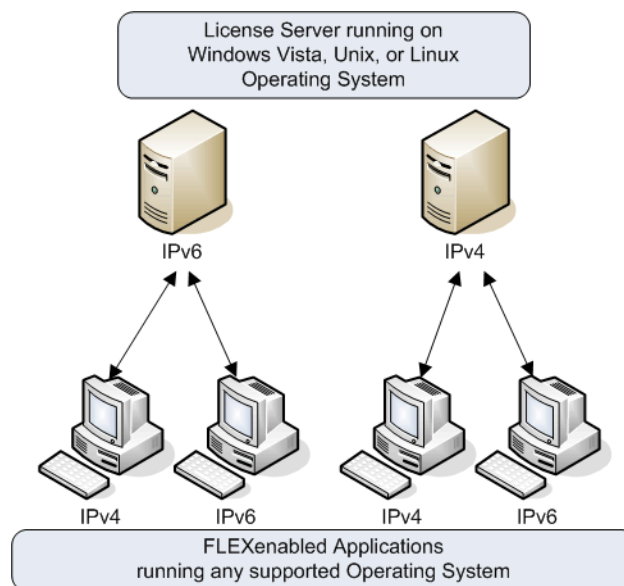 License Server running on
Windows Vista, Unix, or Linux
Operating System
IPv6
IPv4
IPv4
IPv6
IPv4
IPv6
FLEXenabled Applications
running any supported Operating System